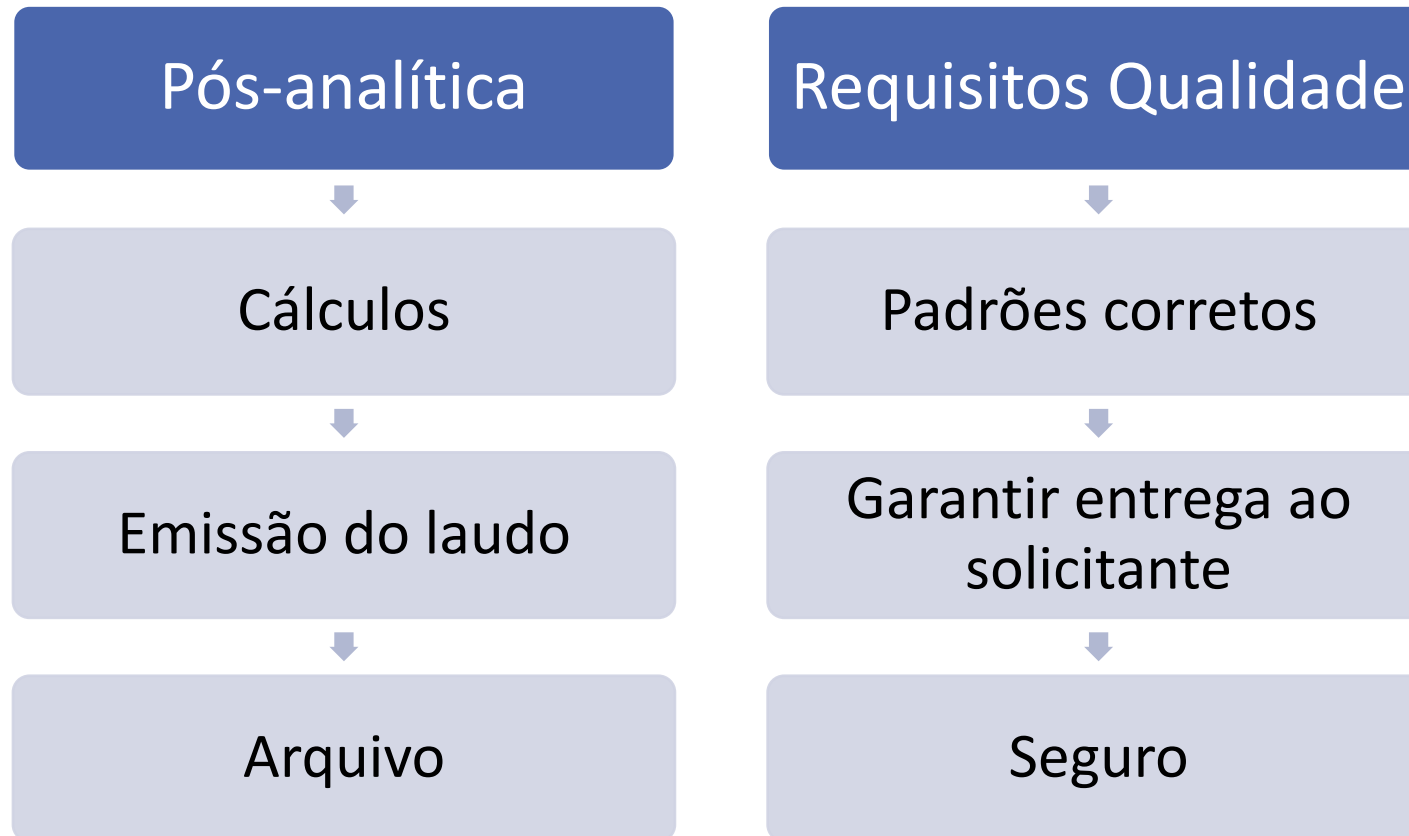 Pós-analítica
Cálculos
Emissão do laudo
Arquivo
Requisitos Qualidade
Padrões corretos
Garantir entrega ao
solicitante
Seguro